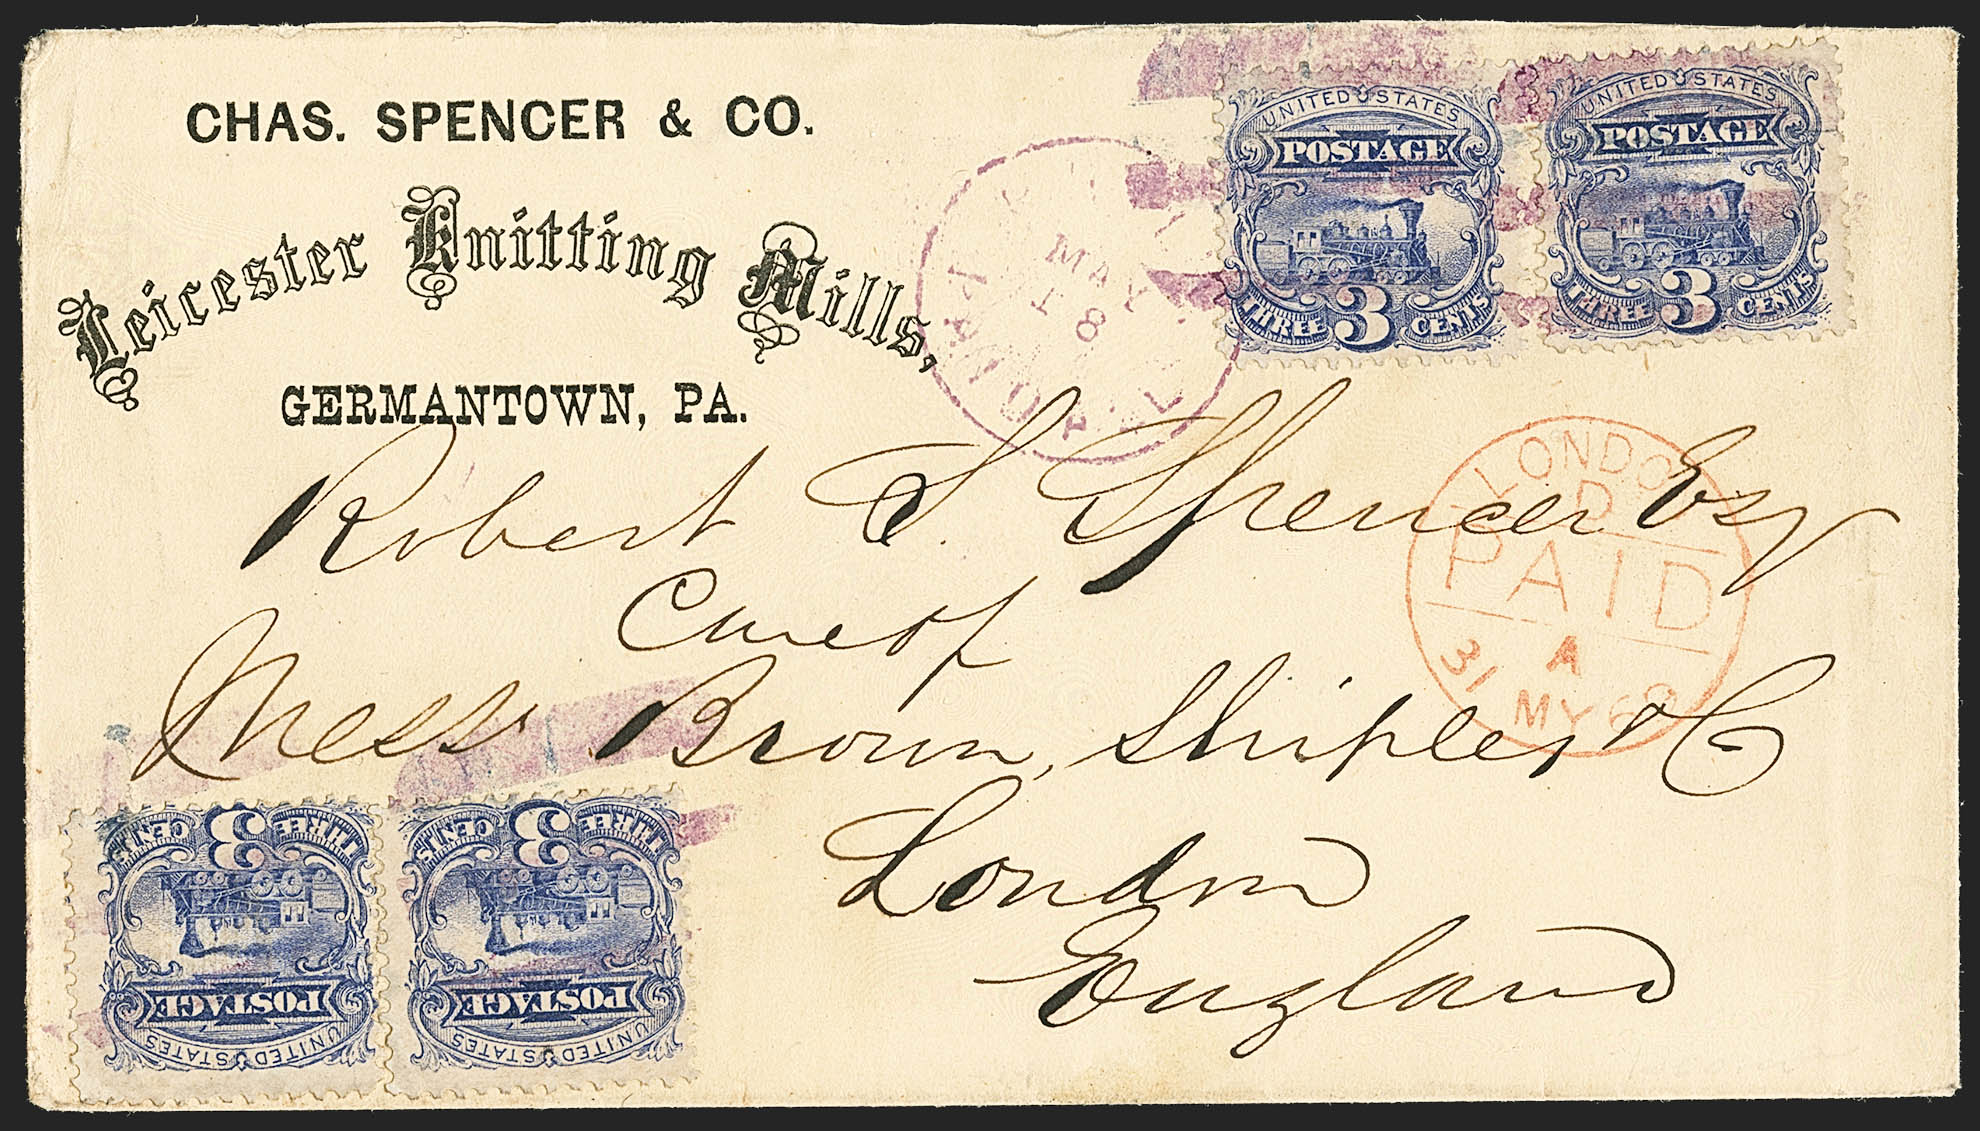 CHAS. SPENCER & CO.
Leicester Knitting Mills,
GERMANTOWN, PA.
MAY
18
UNITED STATES
POSTAGE
THREE 3 CENTS
UNITED STATES
POSTAGE
THREE 3 CENTS
LONDON
D
PAID
A
31 MY 69
Robert S Spencer Esq
Care of
Messrs Brown, Shipley & C
London
England
UNITED STATES
POSTAGE
THREE 3 CENTS
UNITED STATES
POSTAGE
THREE 3 CENTS